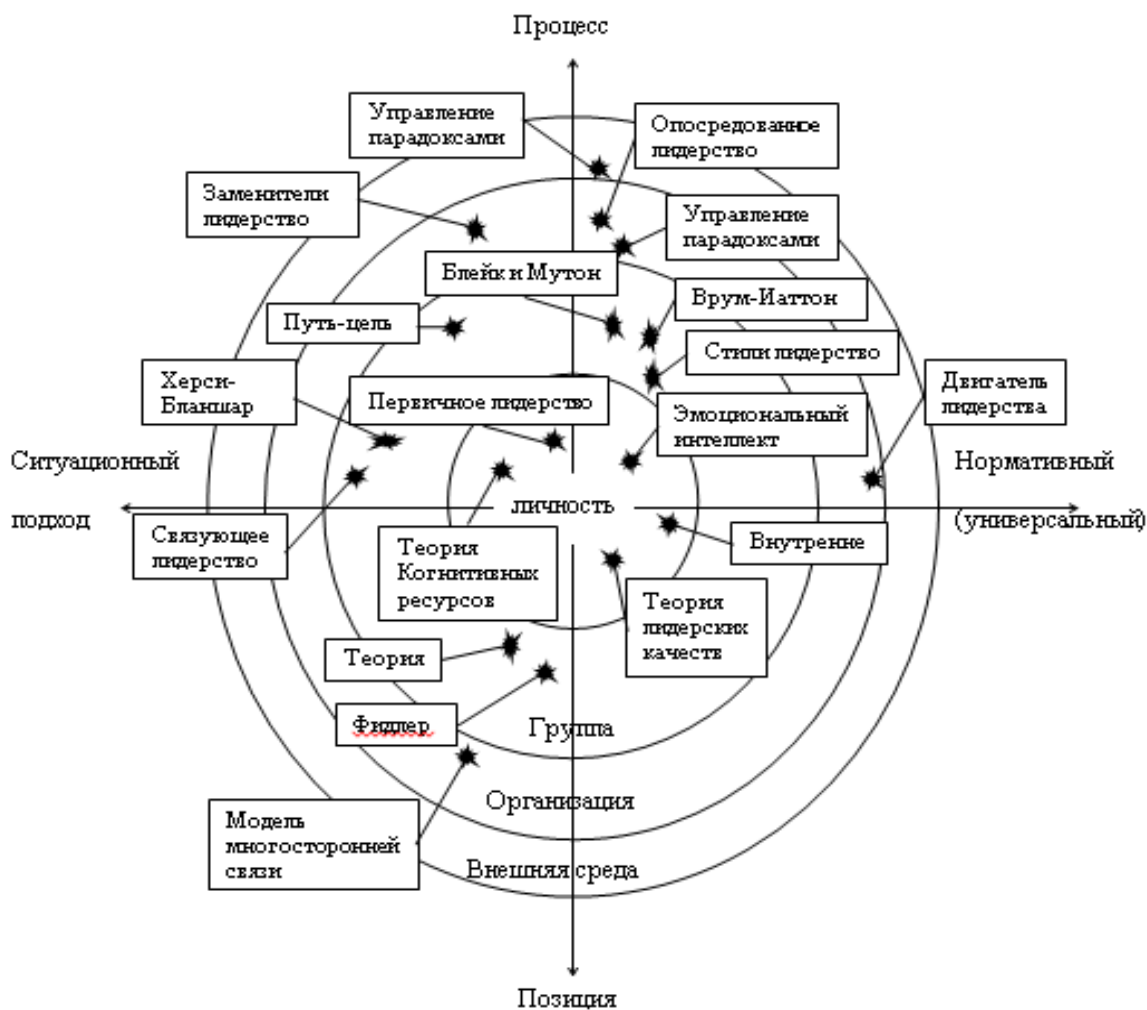 Процесс
Управление
парадоксами
Опосредованное
лидерство
Заменители
лидерство
Управление
парадоксами
Блейк и Мутон
Врум-Иаттон
Путь-цель
Стили лидерство
Херси-
Бланшар
Двигатель
лидерства
Первичное лидерство
Эмоциональный
интеллект
Ситуационный
подход
Нормативный
(универсальный)
личность
Связующее
лидерство
Внутренне
Теория
Когнитивных
ресурсов
Теория
лидерских
качеств
Теория
Фидлер
Группа
Организация
Модель
многосторонней
связи
Внешняя среда
Позиция